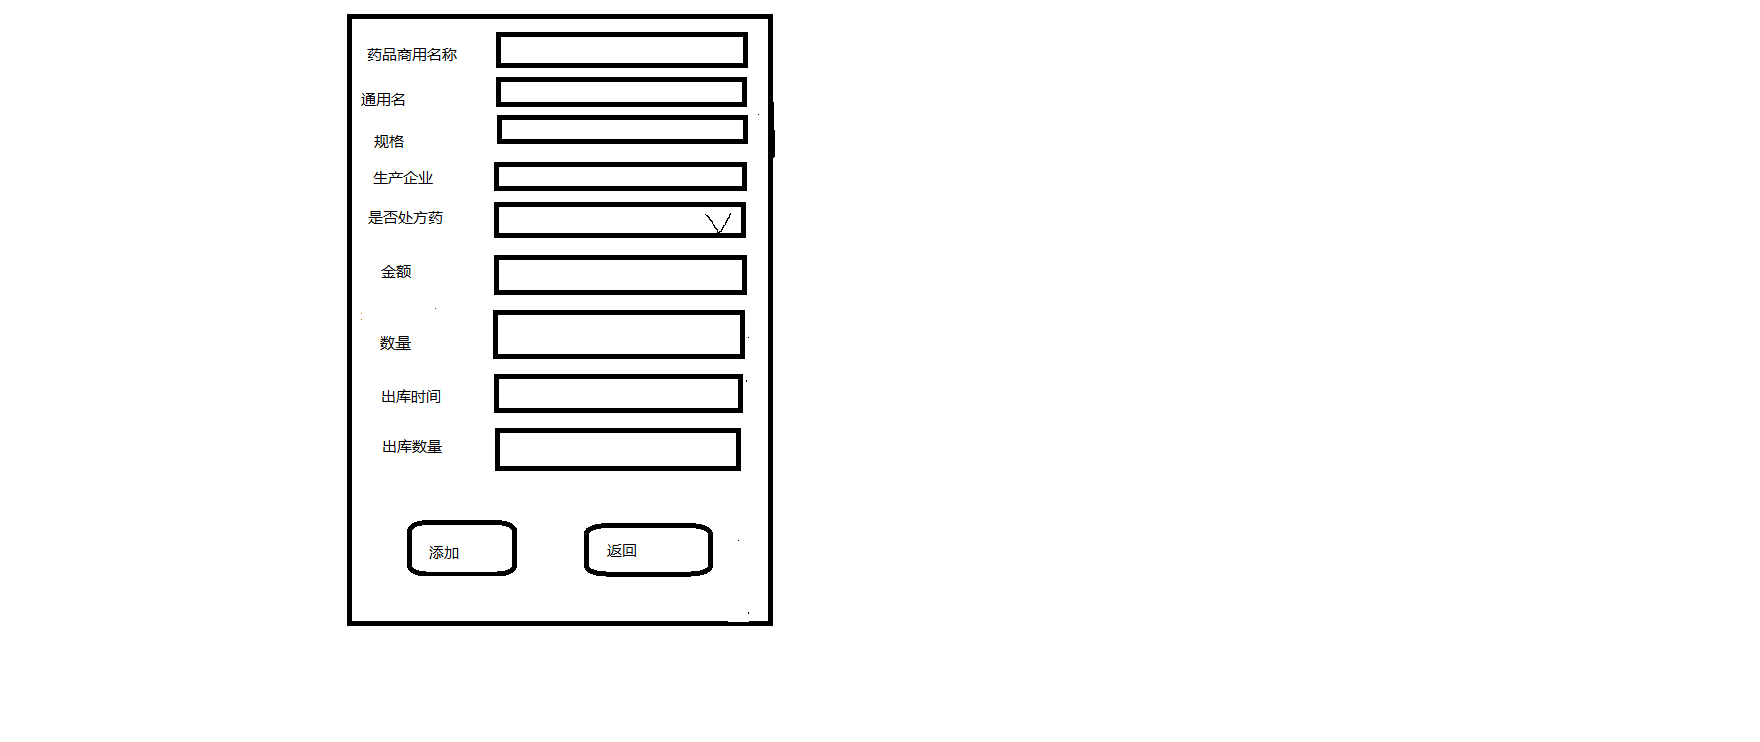 药品商用名称
通用名
规格
生产企业
是否处方药
金额
数量
出库时间
出库数量
添加
返回